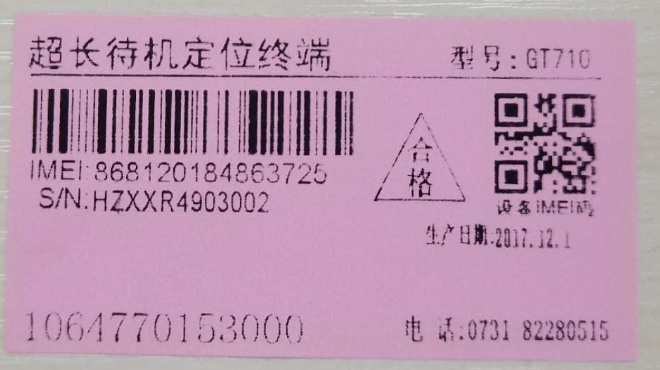 超长待机定位终端 型号:GT710
IMEI:868120184863725
S/N:HZXXR4903002
合格
设备IMEI码
生产日期:2017.12.1
1064770153000 电 话:0731 82280515